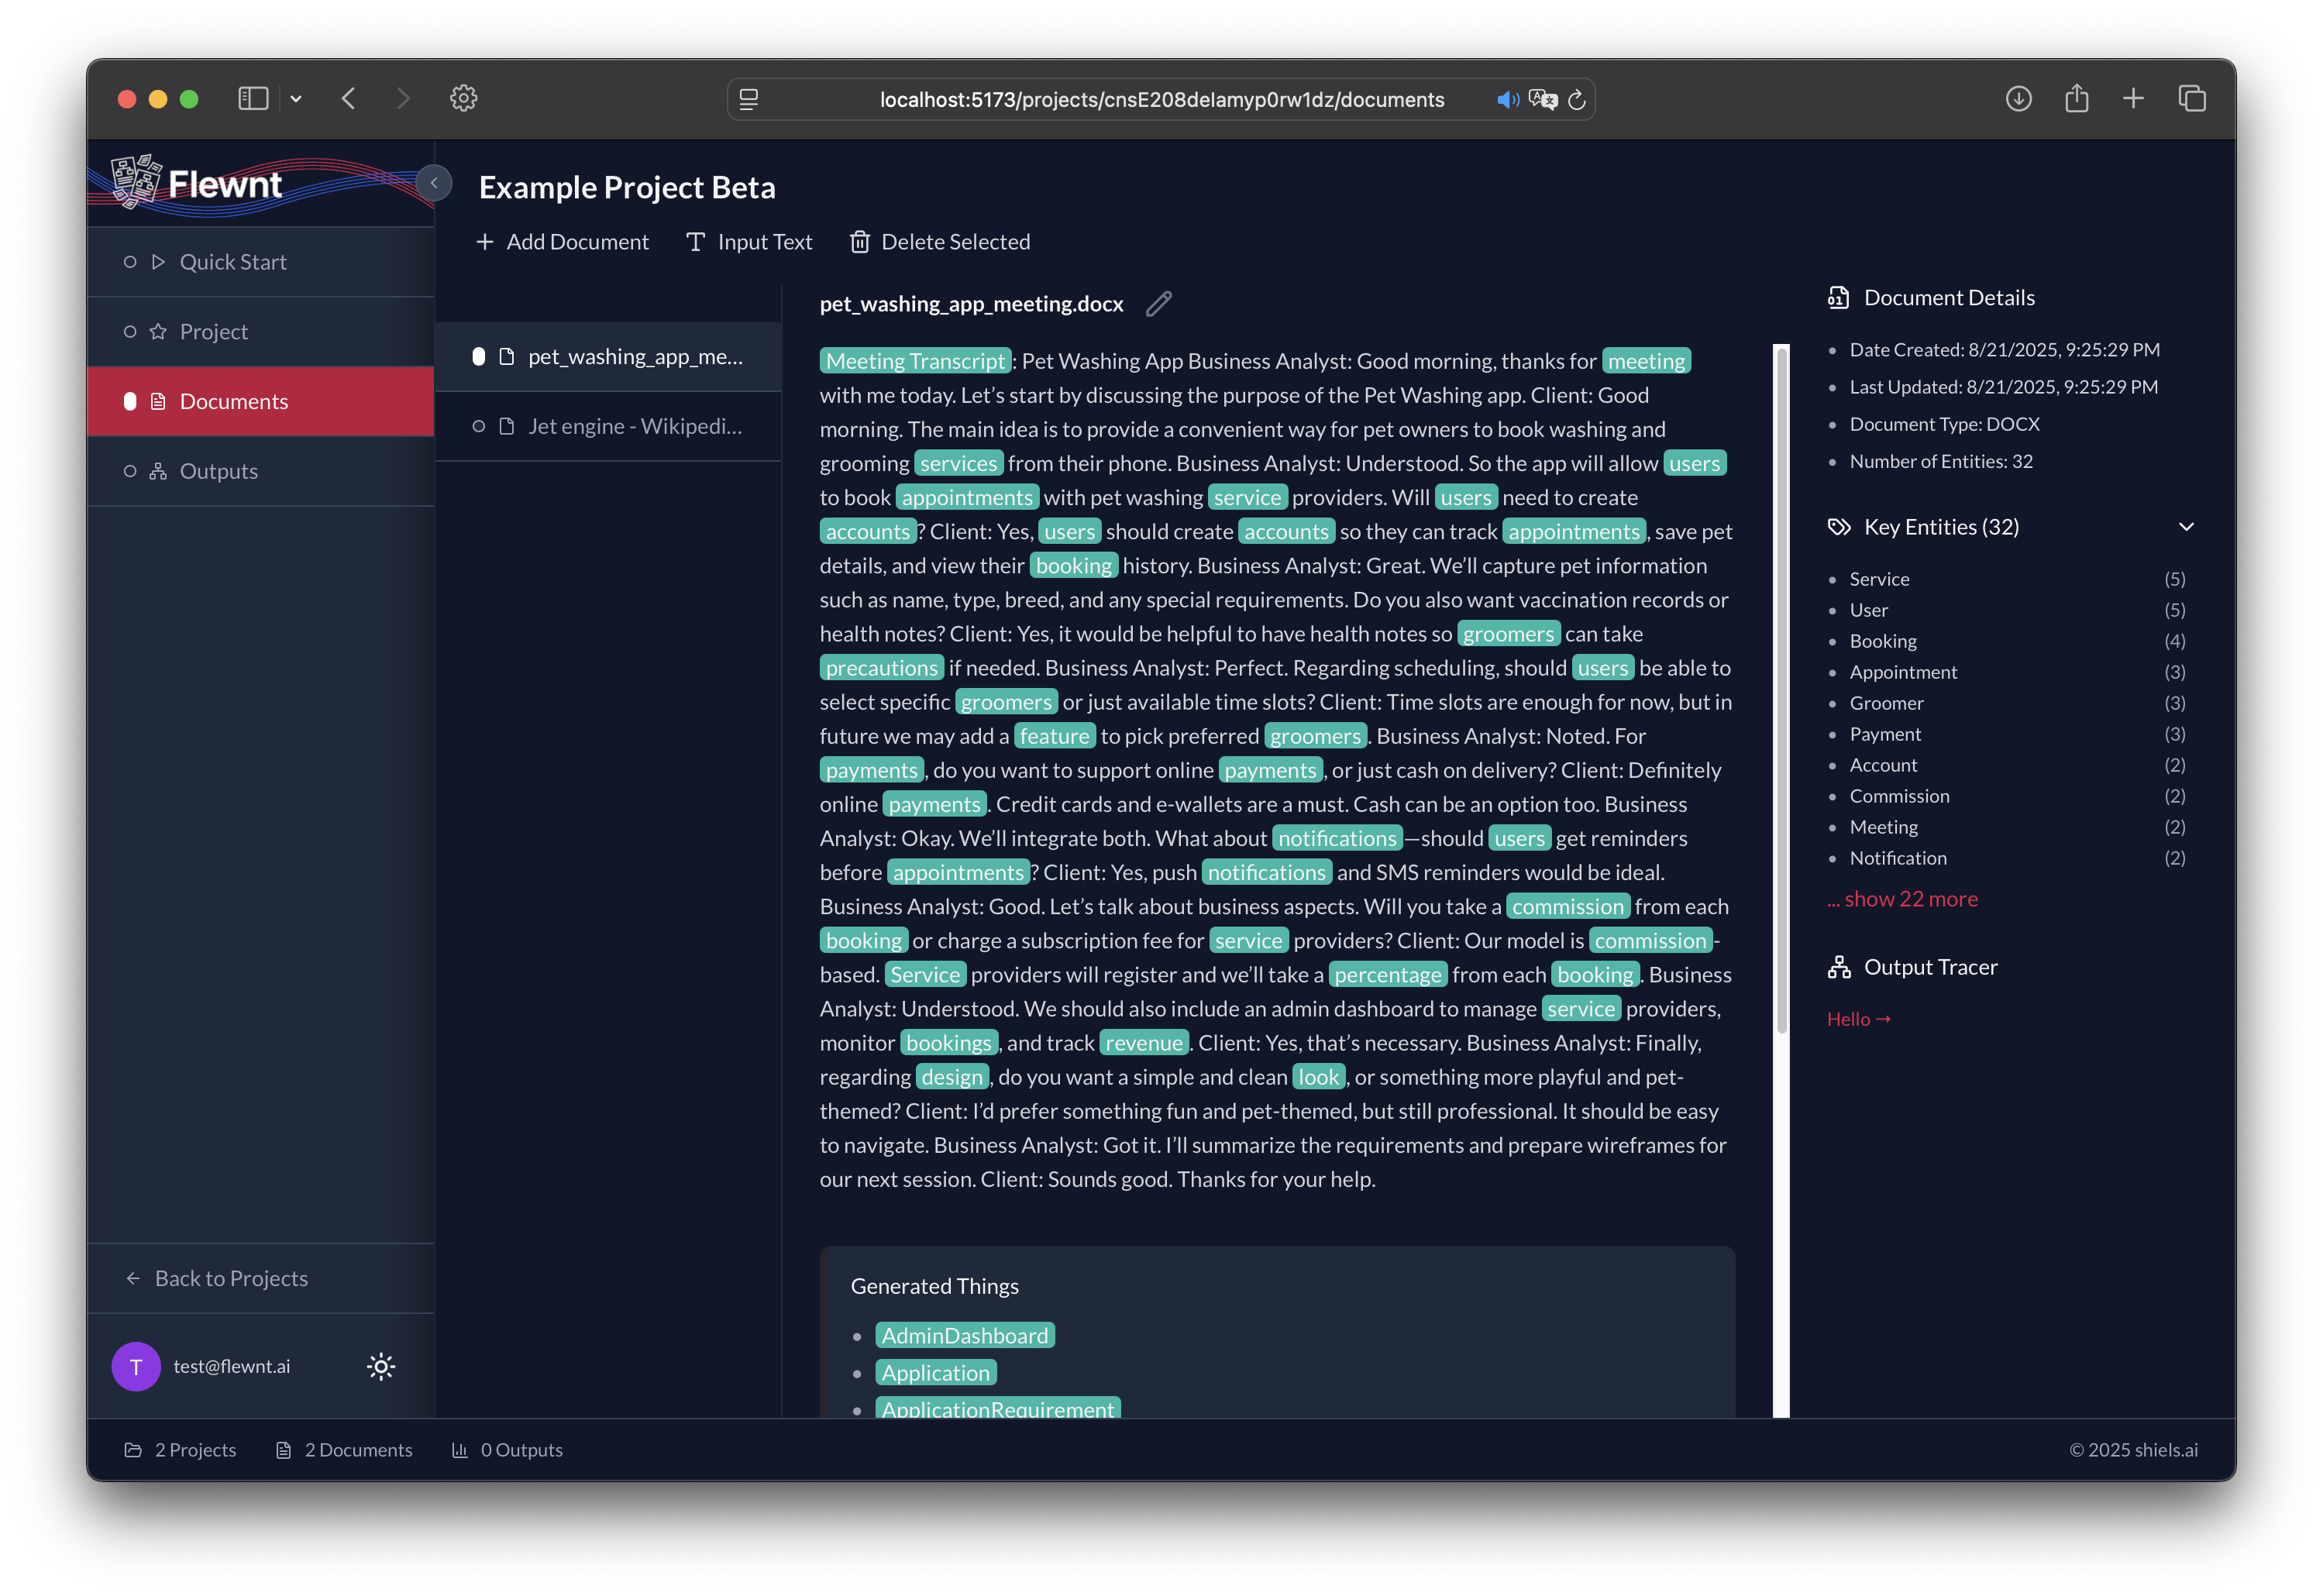 localhost:5173/projects/cnsE208delamyp0rw1dz/documents
Flewnt
Quick Start
Project
Documents
Outputs
Back to Projects
T
test@flewnt.ai
Example Project Beta
Add Document
Input Text
Delete Selected
pet_washing_app_me...
Jet engine - Wikipedi...
pet_washing_app_meeting.docx
Meeting Transcript: Pet Washing App Business Analyst: Good morning, thanks for meeting
with me today. Let’s start by discussing the purpose of the Pet Washing app. Client: Good
morning. The main idea is to provide a convenient way for pet owners to book washing and
grooming services from their phone. Business Analyst: Understood. So the app will allow users
to book appointments with pet washing service providers. Will users need to create
accounts? Client: Yes, users should create accounts so they can track appointments, save pet
details, and view their booking history. Business Analyst: Great. We’ll capture pet information
such as name, type, breed, and any special requirements. Do you also want vaccination records or
health notes? Client: Yes, it would be helpful to have health notes so groomers can take
precautions if needed. Business Analyst: Perfect. Regarding scheduling, should users be able to
select specific groomers or just available time slots? Client: Time slots are enough for now, but in
future we may add a feature to pick preferred groomers. Business Analyst: Noted. For
payments, do you want to support online payments, or just cash on delivery? Client: Definitely
online payments. Credit cards and e-wallets are a must. Cash can be an option too. Business
Analyst: Okay. We’ll integrate both. What about notifications—should users get reminders
before appointments? Client: Yes, push notifications and SMS reminders would be ideal.
Business Analyst: Good. Let’s talk about business aspects. Will you take a commission from each
booking or charge a subscription fee for service providers? Client: Our model is commission-
based. Service providers will register and we’ll take a percentage from each booking. Business
Analyst: Understood. We should also include an admin dashboard to manage service providers,
monitor bookings, and track revenue. Client: Yes, that’s necessary. Business Analyst: Finally,
regarding design, do you want a simple and clean look, or something more playful and pet-
themed? Client: I’d prefer something fun and pet-themed, but still professional. It should be easy
to navigate. Business Analyst: Got it. I’ll summarize the requirements and prepare wireframes for
our next session. Client: Sounds good. Thanks for your help.
Generated Things
AdminDashboard
Application
ApplicationRequirement
Document Details
Date Created: 8/21/2025, 9:25:29 PM
Last Updated: 8/21/2025, 9:25:29 PM
Document Type: DOCX
Number of Entities: 32
Key Entities (32)
Service (5)
User (5)
Booking (4)
Appointment (3)
Groomer (3)
Payment (3)
Account (2)
Commission (2)
Meeting (2)
Notification (2)
... show 22 more
Output Tracer
Hello →
2 Projects
2 Documents
0 Outputs
© 2025 shiels.ai